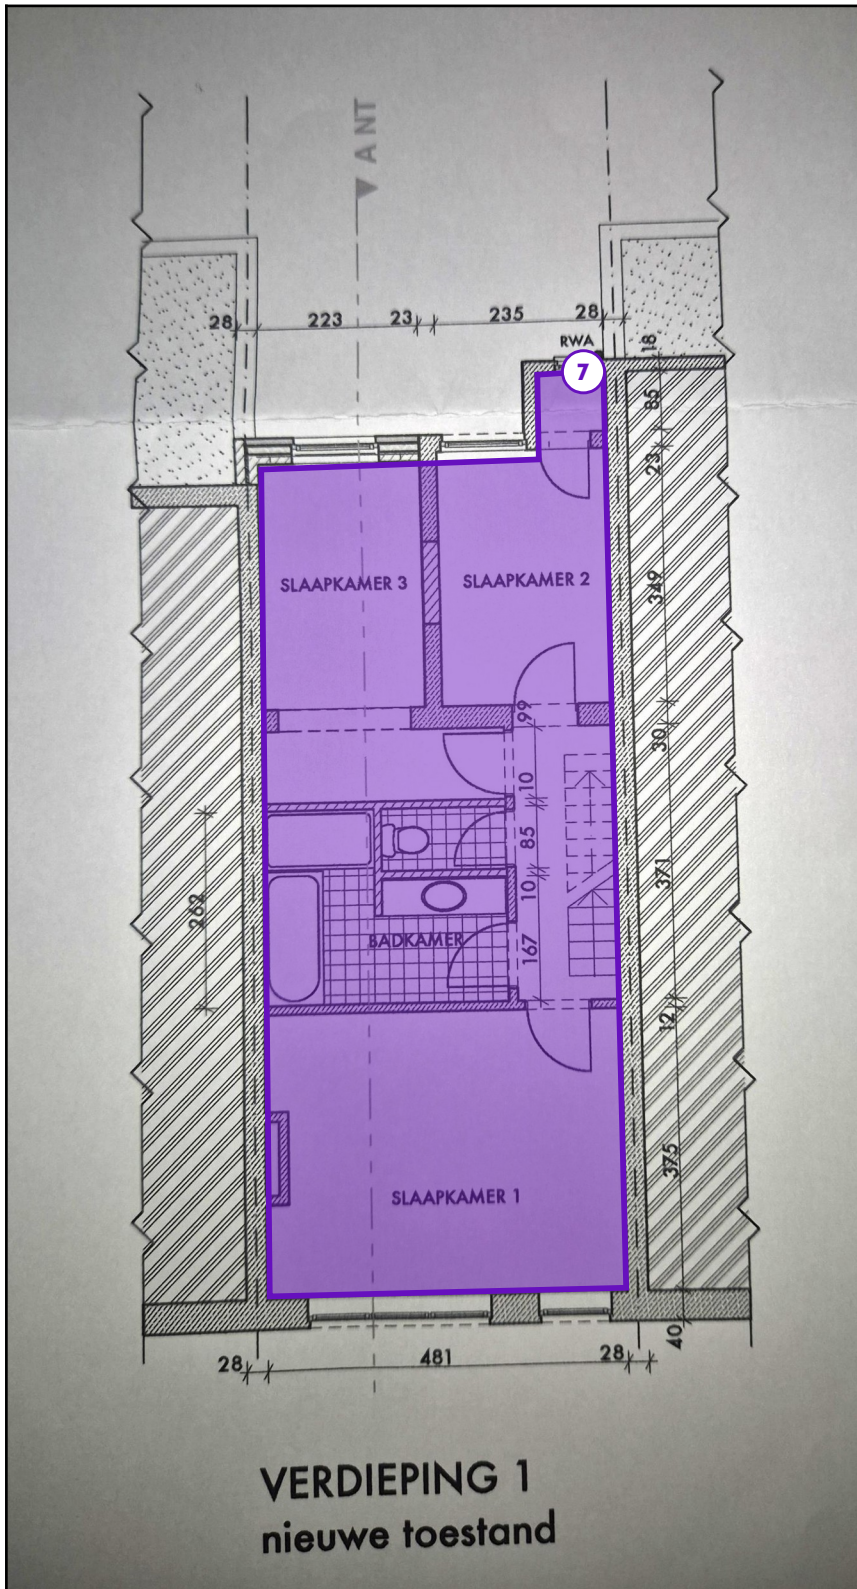 ANT
28 223 23 235 28
RWA
18
7
85
23
SLAAPKAMER 3
SLAAPKAMER 2
349
99
30
10
85
371
10
262
BADKAMER
167
12
375
SLAAPKAMER 1
40
28 481 28
VERDIEPING 1
nieuwe toestand